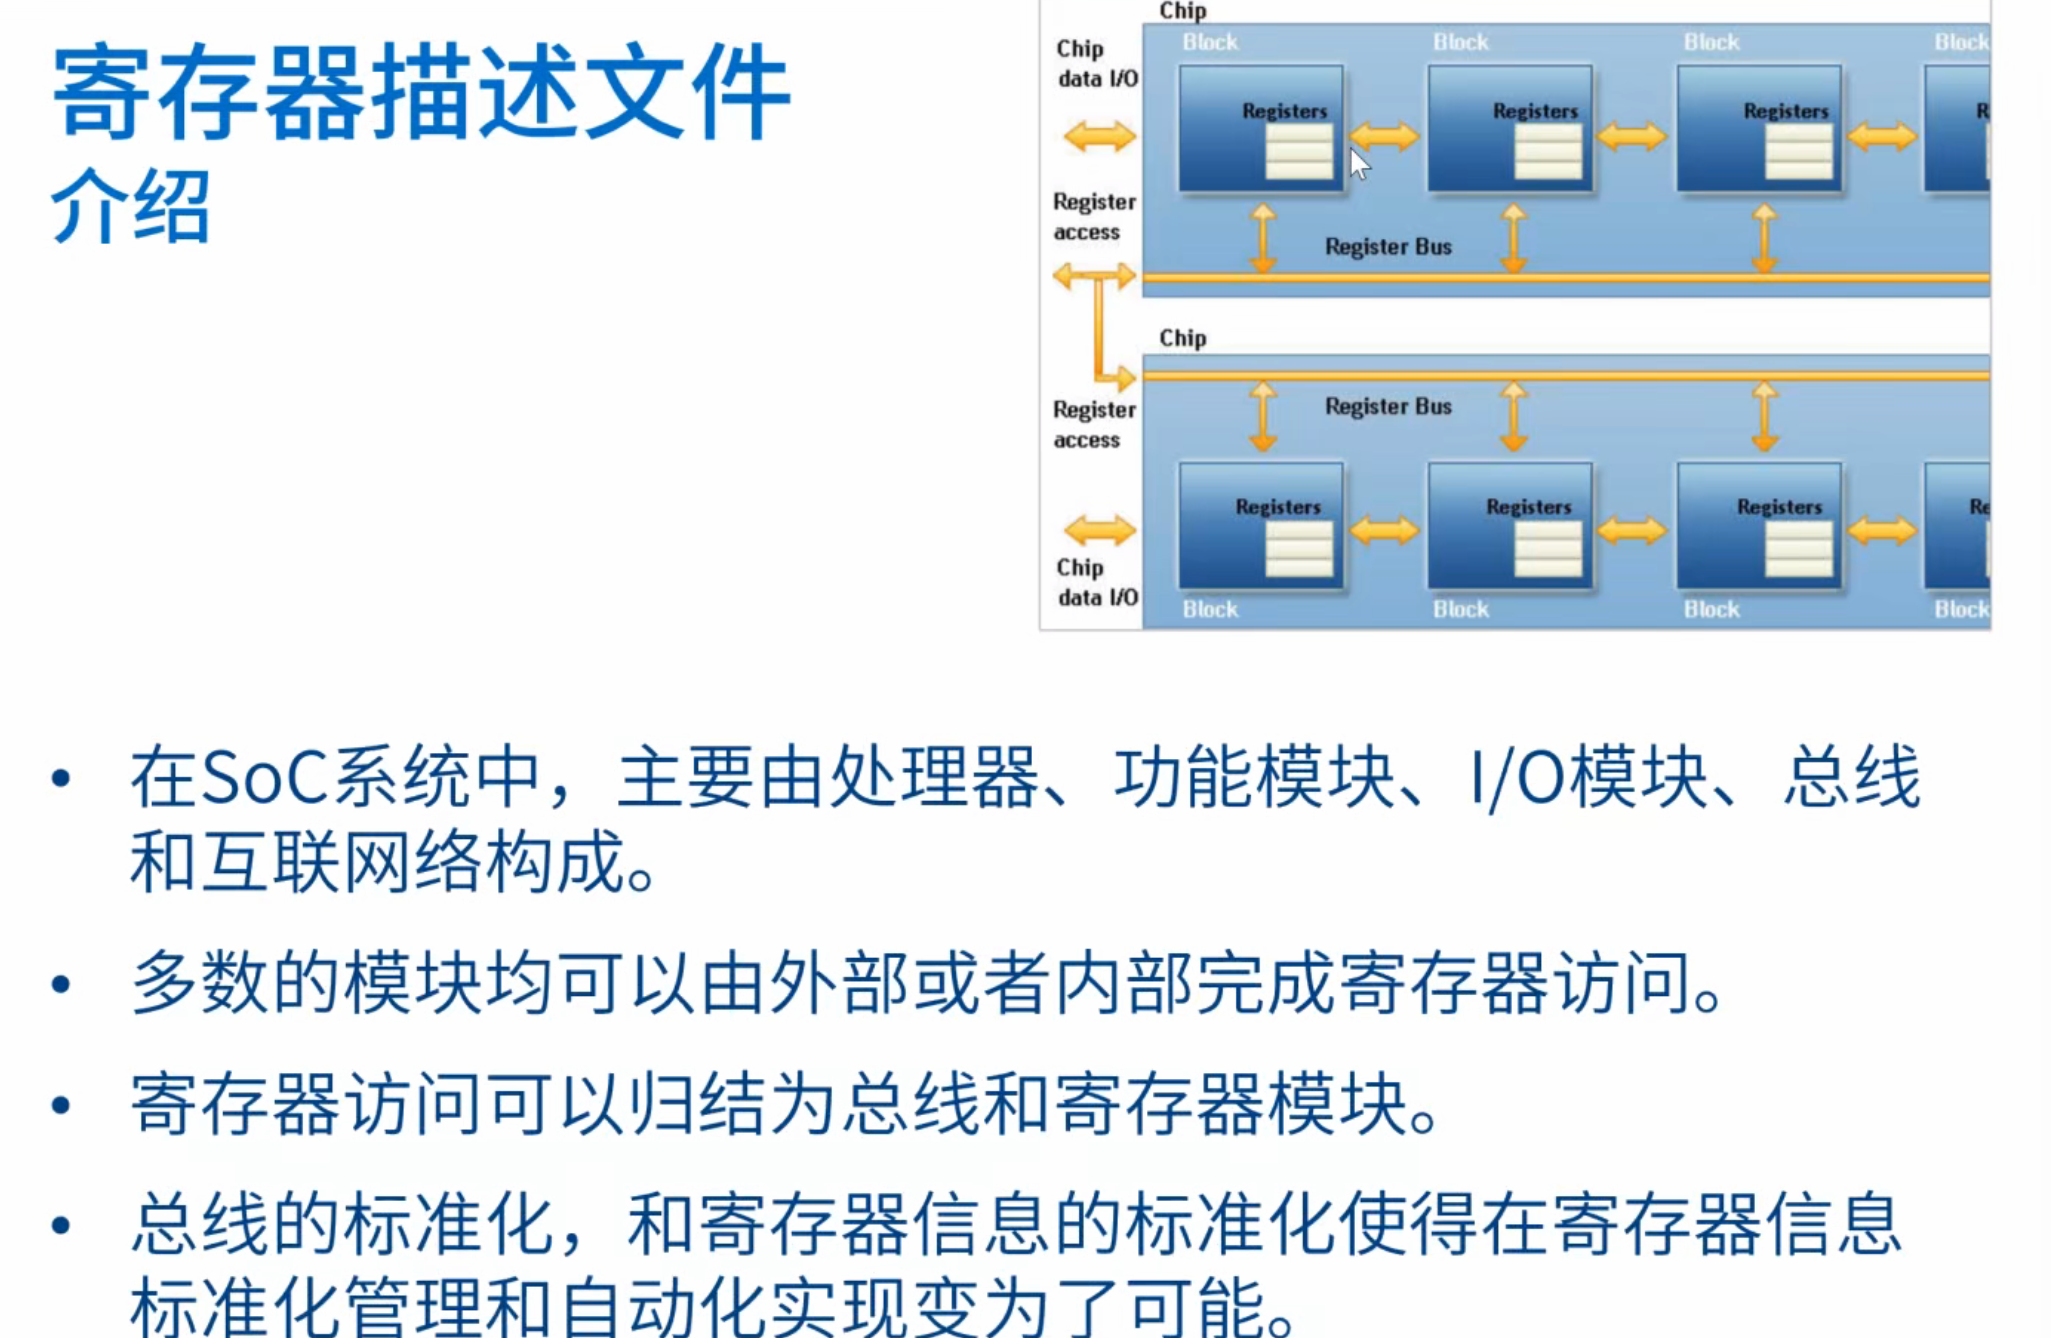 寄存器描述文件
介绍
Chip
Chip
data I/O
Block
Block
Block
Block
Registers
Registers
Registers
R
Register
access
Register Bus
Chip
Register
access
Register Bus
Registers
Registers
Registers
Re
Chip
data I/O
Block
Block
Block
Block
• 在SoC系统中，主要由处理器、功能模块、I/O模块、总线
和互联网络构成。
• 多数的模块均可以由外部或者内部完成寄存器访问。
• 寄存器访问可以归结为总线和寄存器模块。
• 总线的标准化，和寄存器信息的标准化使得在寄存器信息
标准化管理和自动化实现变为了可能。